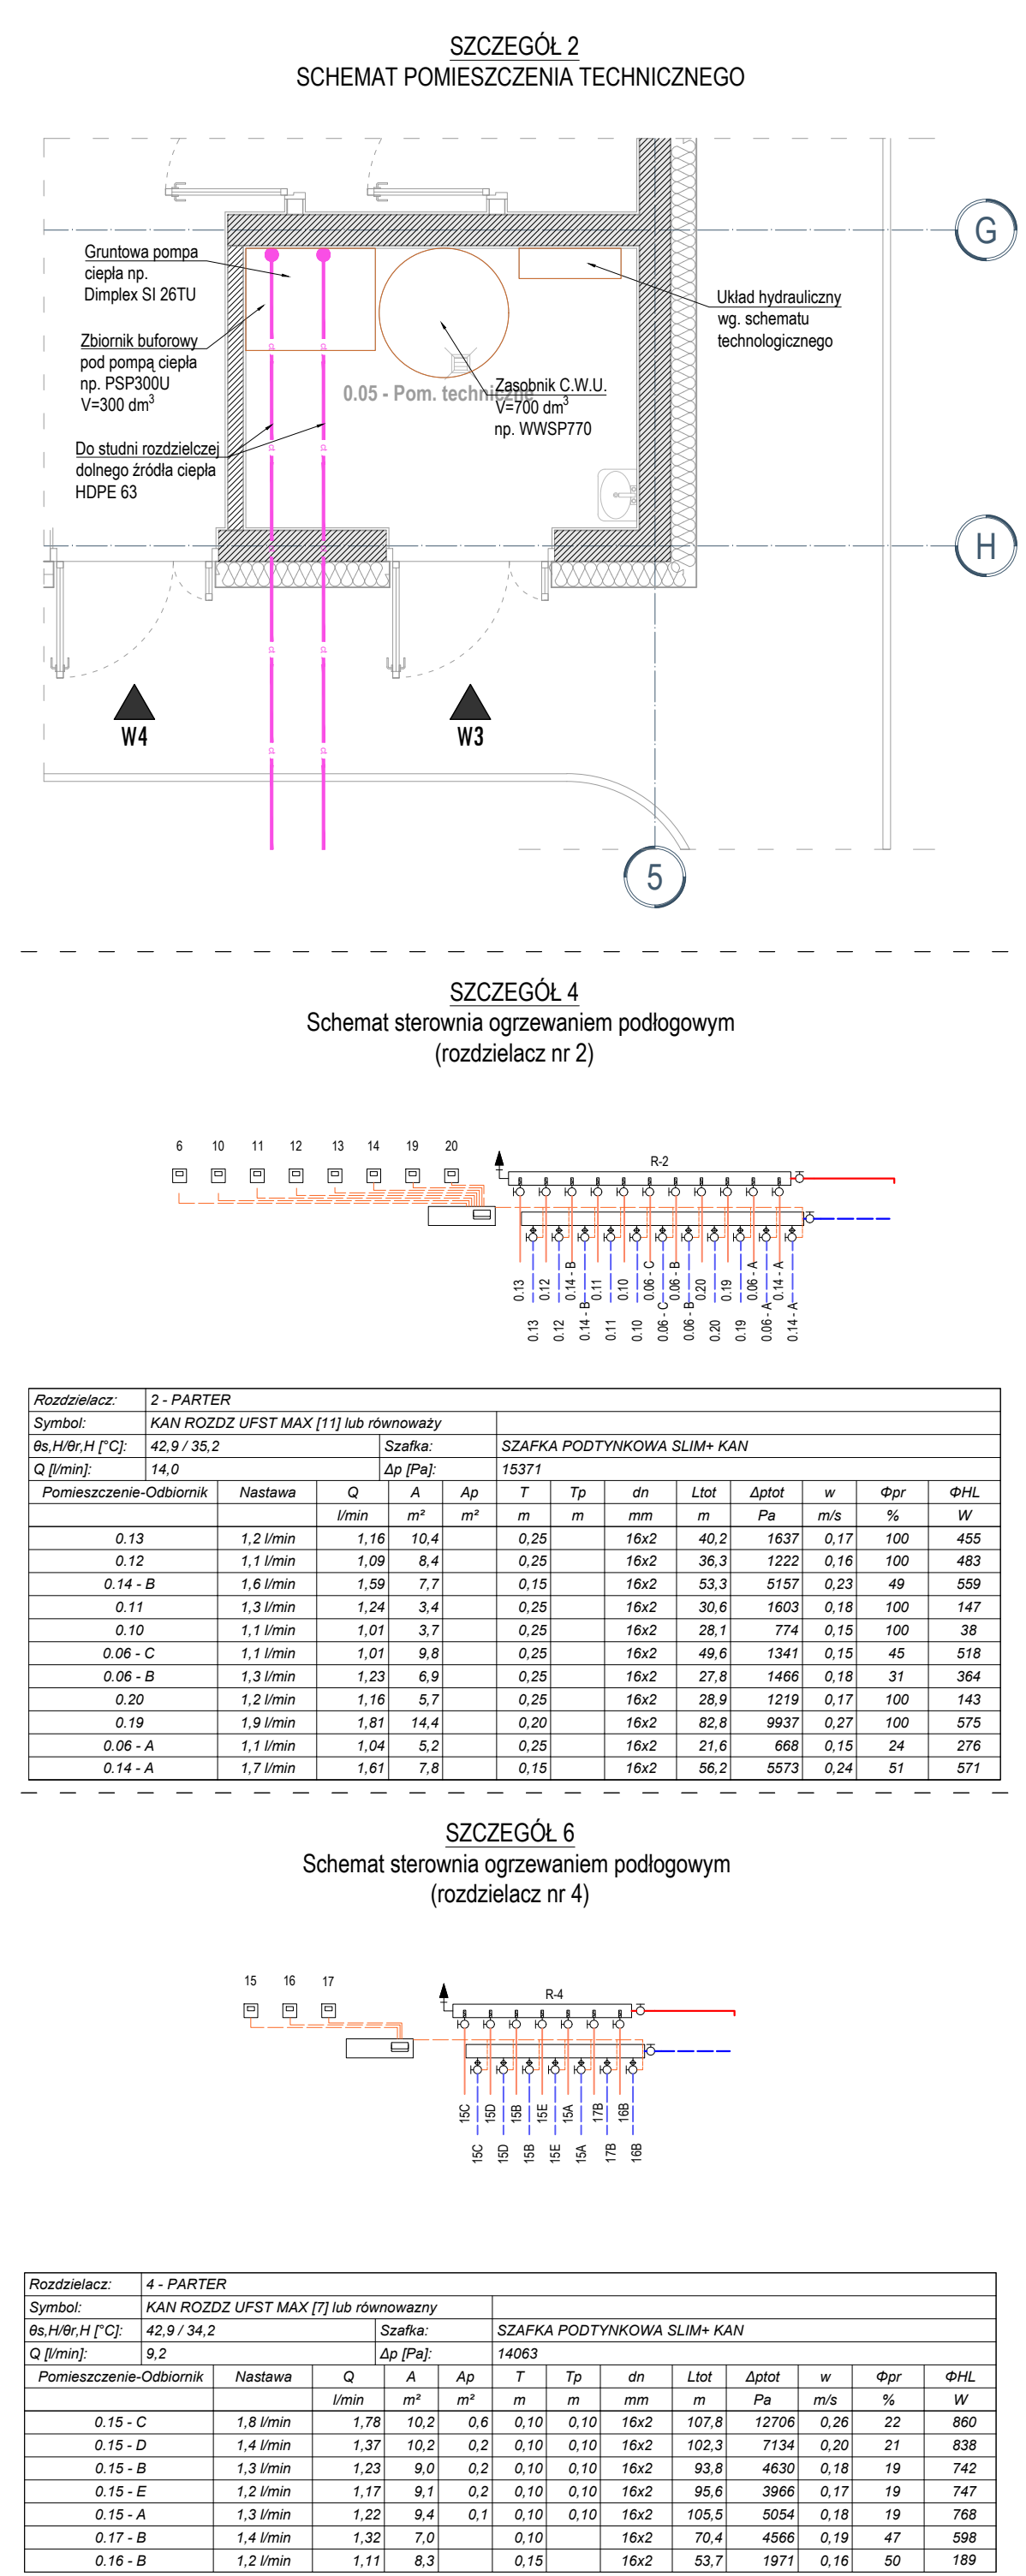 SZCZEGÓŁ 2
SCHEMAT POMIESZCZENIA TECHNICZNEGO
G
Gruntowa pompa
ciepła np.
Dimplex SI 26TU
Układ hydrauliczny
wg. schematu
technologicznego
Zbiornik buforowy
pod pompą ciepła
np. PSP300U
V=300 dm³
0.05 - Pom. techniczne
Zasobnik C.W.U.
V=700 dm³
np. WWSP770
Do studni rozdzielczej
dolnego źródła ciepła
HDPE 63
H
W4
W3
5
SZCZEGÓŁ 4
Schemat sterownia ogrzewaniem podłogowym
(rozdzielacz nr 2)
6 10 11 12 13 14 19 20
R-2
0.13 0.12 0.14 - B 0.11 0.10 0.06 - C 0.06 - B 0.20 0.19 0.06 - A 0.14 - A
0.13 0.12 0.14 - B 0.11 0.10 0.06 - C 0.06 - B 0.20 0.19 0.06 - A 0.14 - A
Rozdzielacz: 2 - PARTER
Symbol: KAN ROZDZ UFST MAX [11] lub równoważy
θs,H/θr,H [°C]: 42,9 / 35,2 Szafka: SZAFKA PODTYNKOWA SLIM+ KAN
Q [l/min]: 14,0 Δp [Pa]: 15371
Pomieszczenie-Odbiornik Nastawa Q A Ap T Tp dn Ltot Δptot w Φpr ΦHL
l/min m² m² m m mm m Pa m/s % W
0.13 1,2 l/min 1,16 10,4 0,25 16x2 40,2 1637 0,17 100 455
0.12 1,1 l/min 1,09 8,4 0,25 16x2 36,3 1222 0,16 100 483
0.14 - B 1,6 l/min 1,59 7,7 0,15 16x2 53,3 5157 0,23 49 559
0.11 1,3 l/min 1,24 3,4 0,25 16x2 30,6 1603 0,18 100 147
0.10 1,1 l/min 1,01 3,7 0,25 16x2 28,1 774 0,15 100 38
0.06 - C 1,1 l/min 1,01 9,8 0,25 16x2 49,6 1341 0,15 45 518
0.06 - B 1,3 l/min 1,23 6,9 0,25 16x2 27,8 1466 0,18 31 364
0.20 1,2 l/min 1,16 5,7 0,25 16x2 28,9 1219 0,17 100 143
0.19 1,9 l/min 1,81 14,4 0,20 16x2 82,8 9937 0,27 100 575
0.06 - A 1,1 l/min 1,04 5,2 0,25 16x2 21,6 668 0,15 24 276
0.14 - A 1,7 l/min 1,61 7,8 0,15 16x2 56,2 5573 0,24 51 571
SZCZEGÓŁ 6
Schemat sterownia ogrzewaniem podłogowym
(rozdzielacz nr 4)
15 16 17
R-4
15C 15D 15B 15E 15A 17B 16B
15C 15D 15B 15E 15A 17B 16B
Rozdzielacz: 4 - PARTER
Symbol: KAN ROZDZ UFST MAX [7] lub równowazny
θs,H/θr,H [°C]: 42,9 / 34,2 Szafka: SZAFKA PODTYNKOWA SLIM+ KAN
Q [l/min]: 9,2 Δp [Pa]: 14063
Pomieszczenie-Odbiornik Nastawa Q A Ap T Tp dn Ltot Δptot w Φpr ΦHL
l/min m² m² m m mm m Pa m/s % W
0.15 - C 1,8 l/min 1,78 10,2 0,6 0,10 0,10 16x2 107,8 12706 0,26 22 860
0.15 - D 1,4 l/min 1,37 10,2 0,2 0,10 0,10 16x2 102,3 7134 0,20 21 838
0.15 - B 1,3 l/min 1,23 9,0 0,2 0,10 0,10 16x2 93,8 4630 0,18 19 742
0.15 - E 1,2 l/min 1,17 9,1 0,2 0,10 0,10 16x2 95,6 3966 0,17 19 747
0.15 - A 1,3 l/min 1,22 9,4 0,1 0,10 0,10 16x2 105,5 5054 0,18 19 768
0.17 - B 1,4 l/min 1,32 7,0 0,10 16x2 70,4 4566 0,19 47 598
0.16 - B 1,2 l/min 1,11 8,3 0,15 16x2 53,7 1971 0,16 50 189